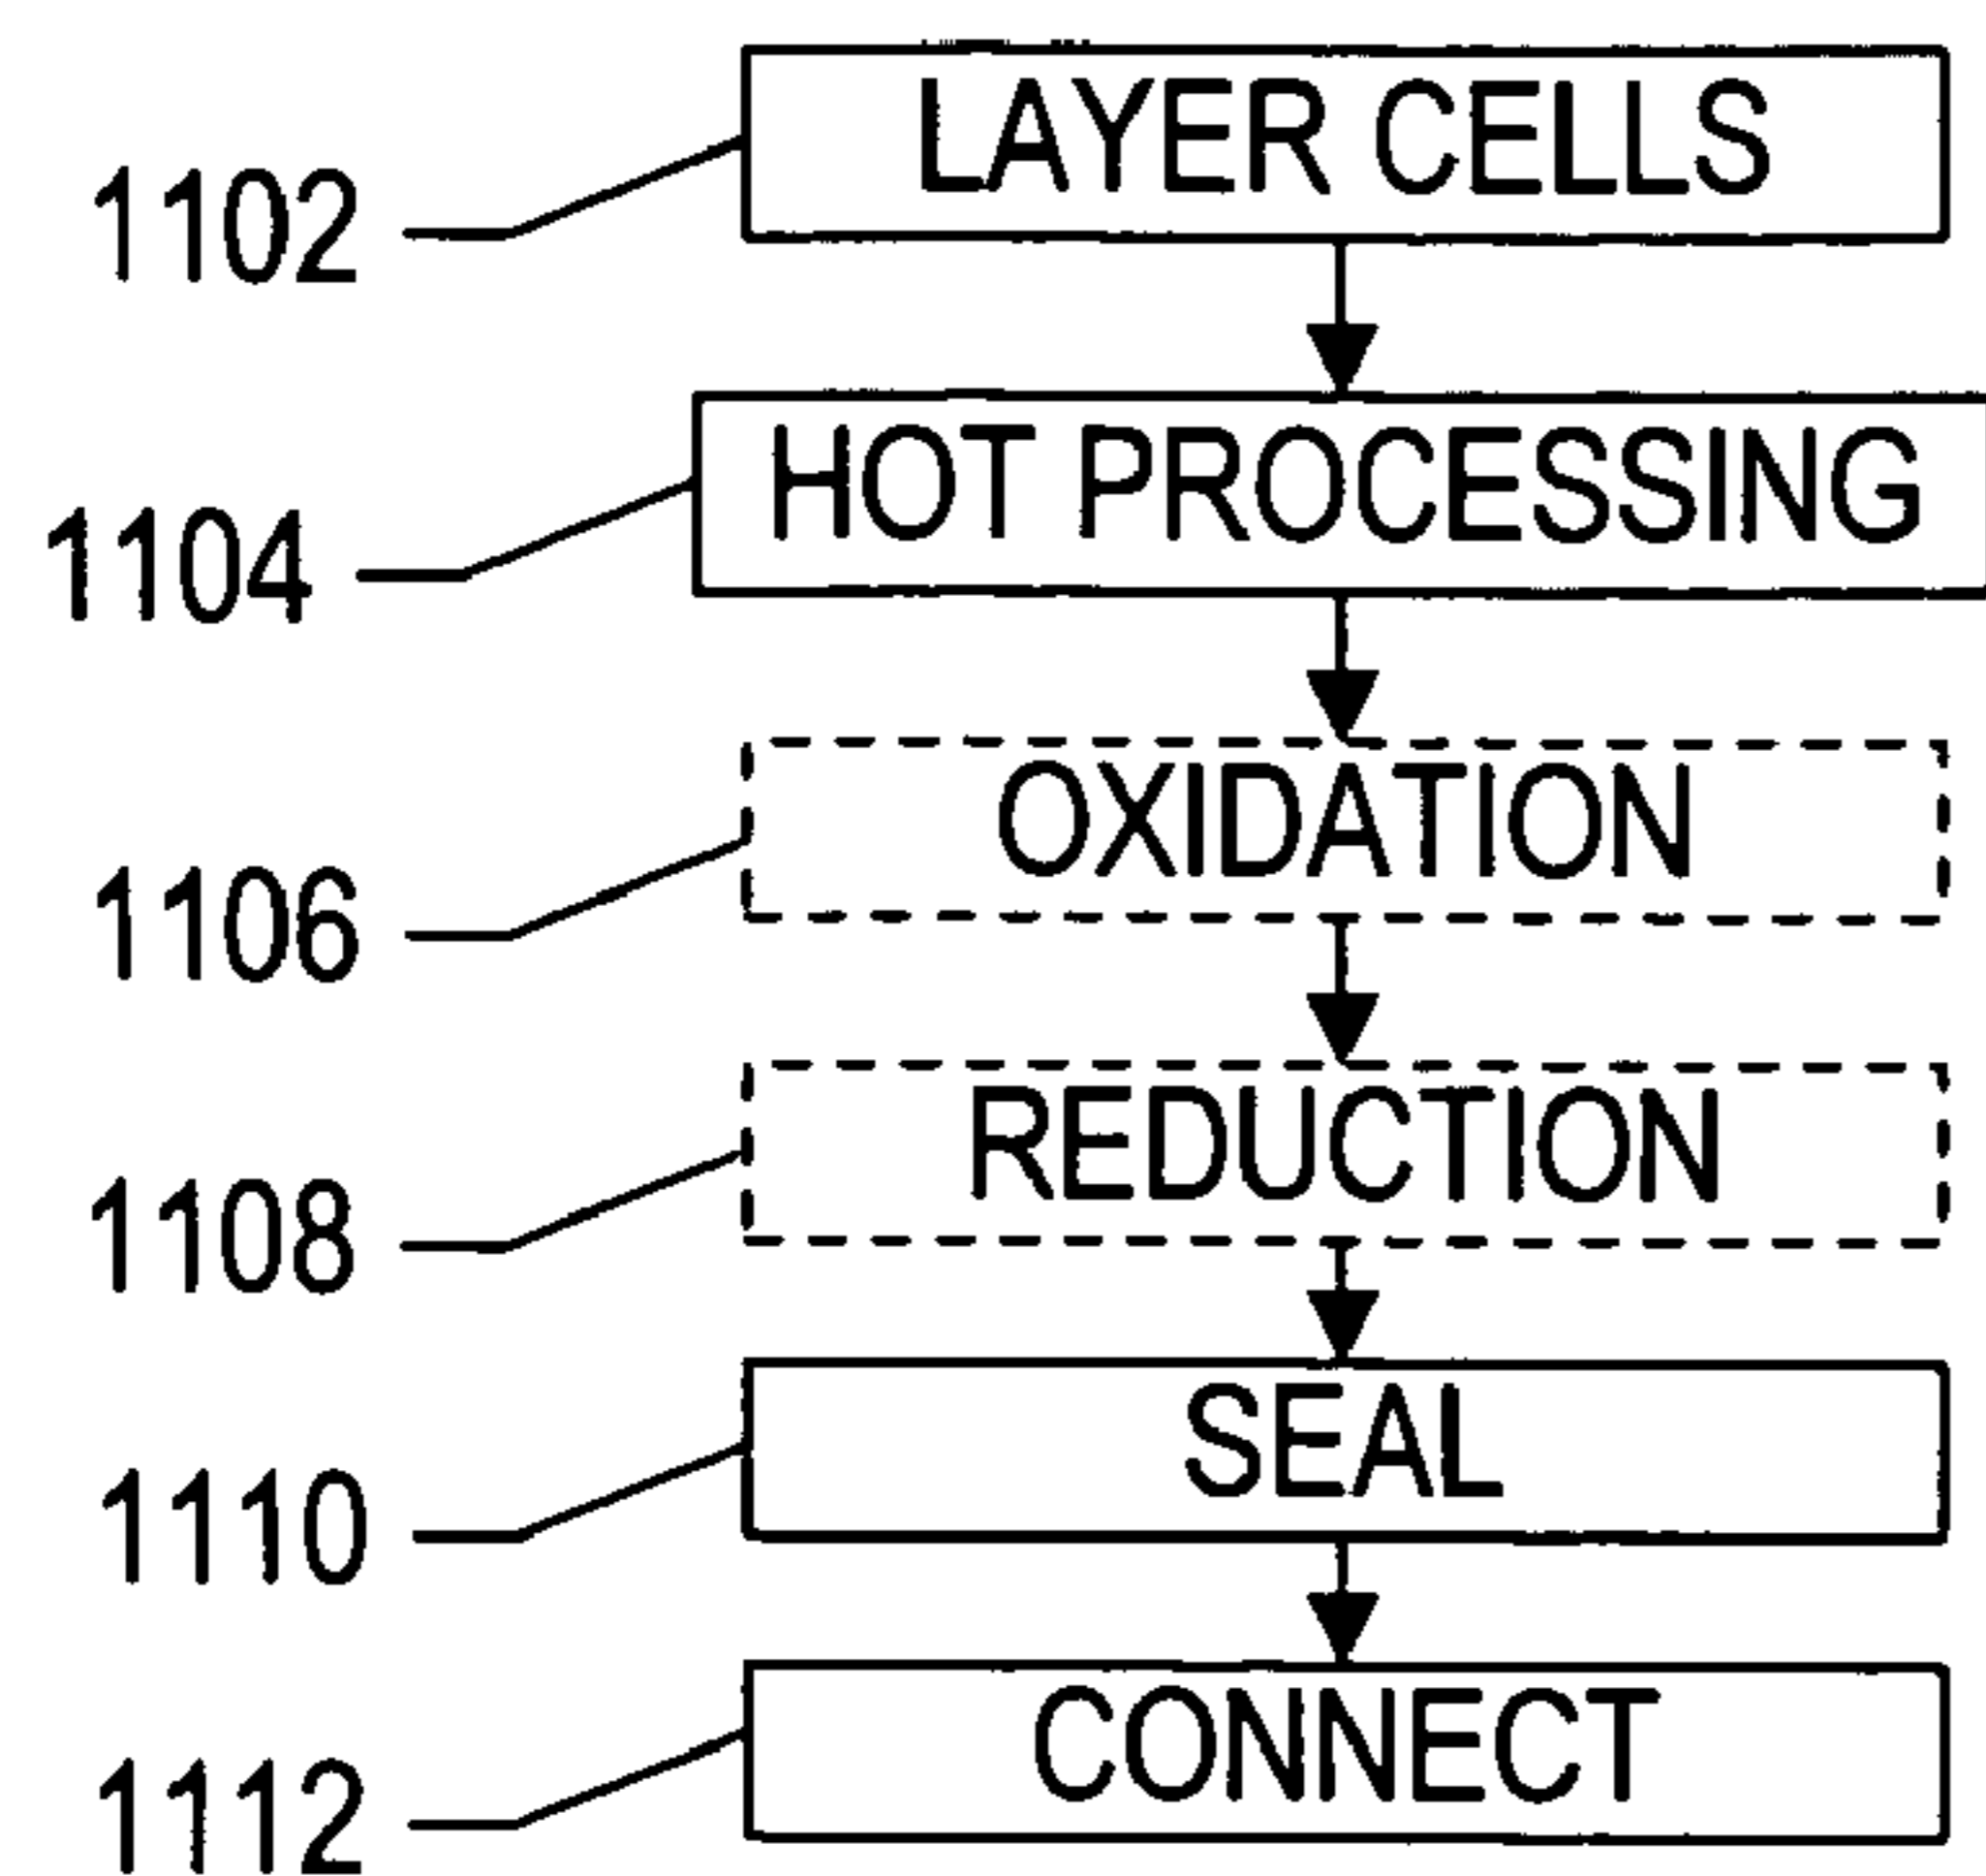 LAYER CELLS
1102
HOT PROCESSING
1104
OXIDATION
1106
REDUCTION
1108
SEAL
1110
CONNECT
1112